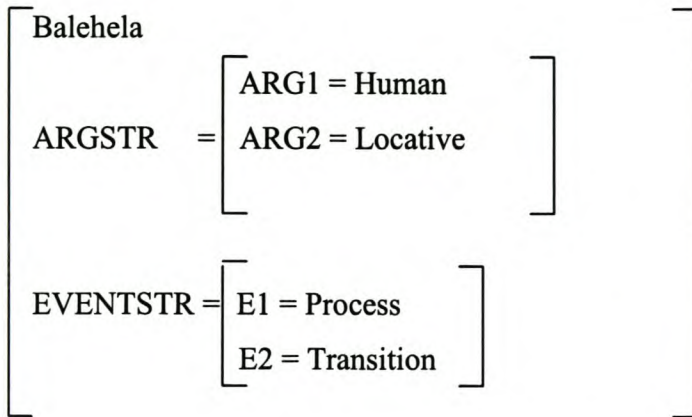 Balehela
ARG1 = Human
ARGSTR = ARG2 = Locative
EVENTSTR = E1 = Process
E2 = Transition